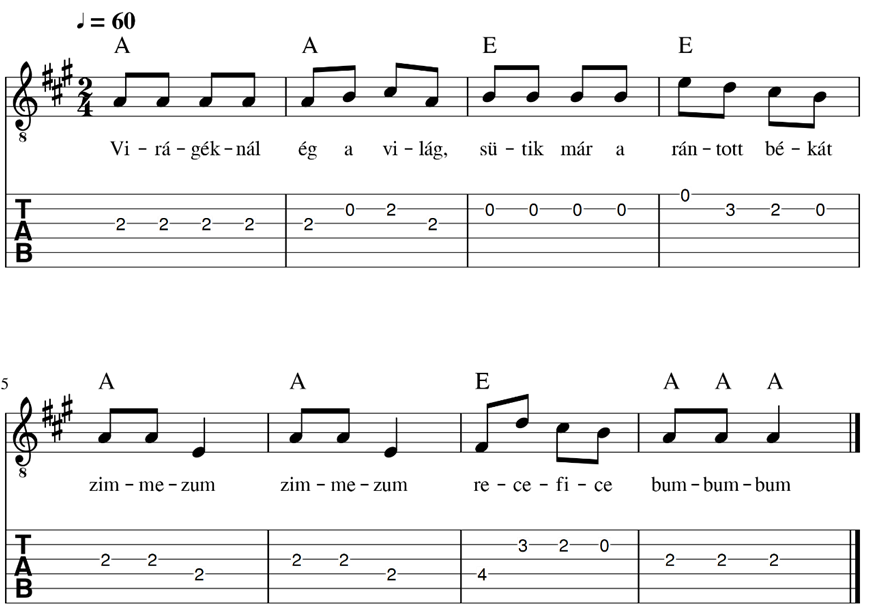 ♩ = 60
A A E E
2 4
8
Vi – rá – gék – nál ég a vi – lág, sü – tik már a rán – tott bé – kát
T A B
2 2 2 2 2 0 2 2 0 0 0 0 0 3 2 0
5
A A E A A A
8
zim – me – zum zim – me – zum re – ce – fi – ce bum – bum – bum
T A B
2 2 2 2 2 2 4 3 2 0 2 2 2